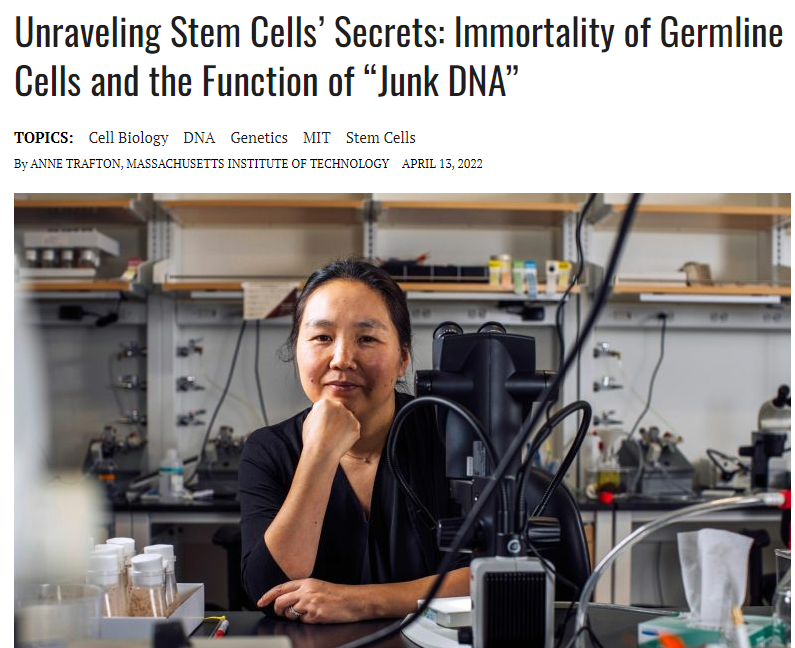 Unraveling Stem Cells’ Secrets: Immortality of Germline
Cells and the Function of “Junk DNA”
TOPICS: Cell Biology DNA Genetics MIT Stem Cells
By ANNE TRAFTON, MASSACHUSETTS INSTITUTE OF TECHNOLOGY APRIL 13, 2022